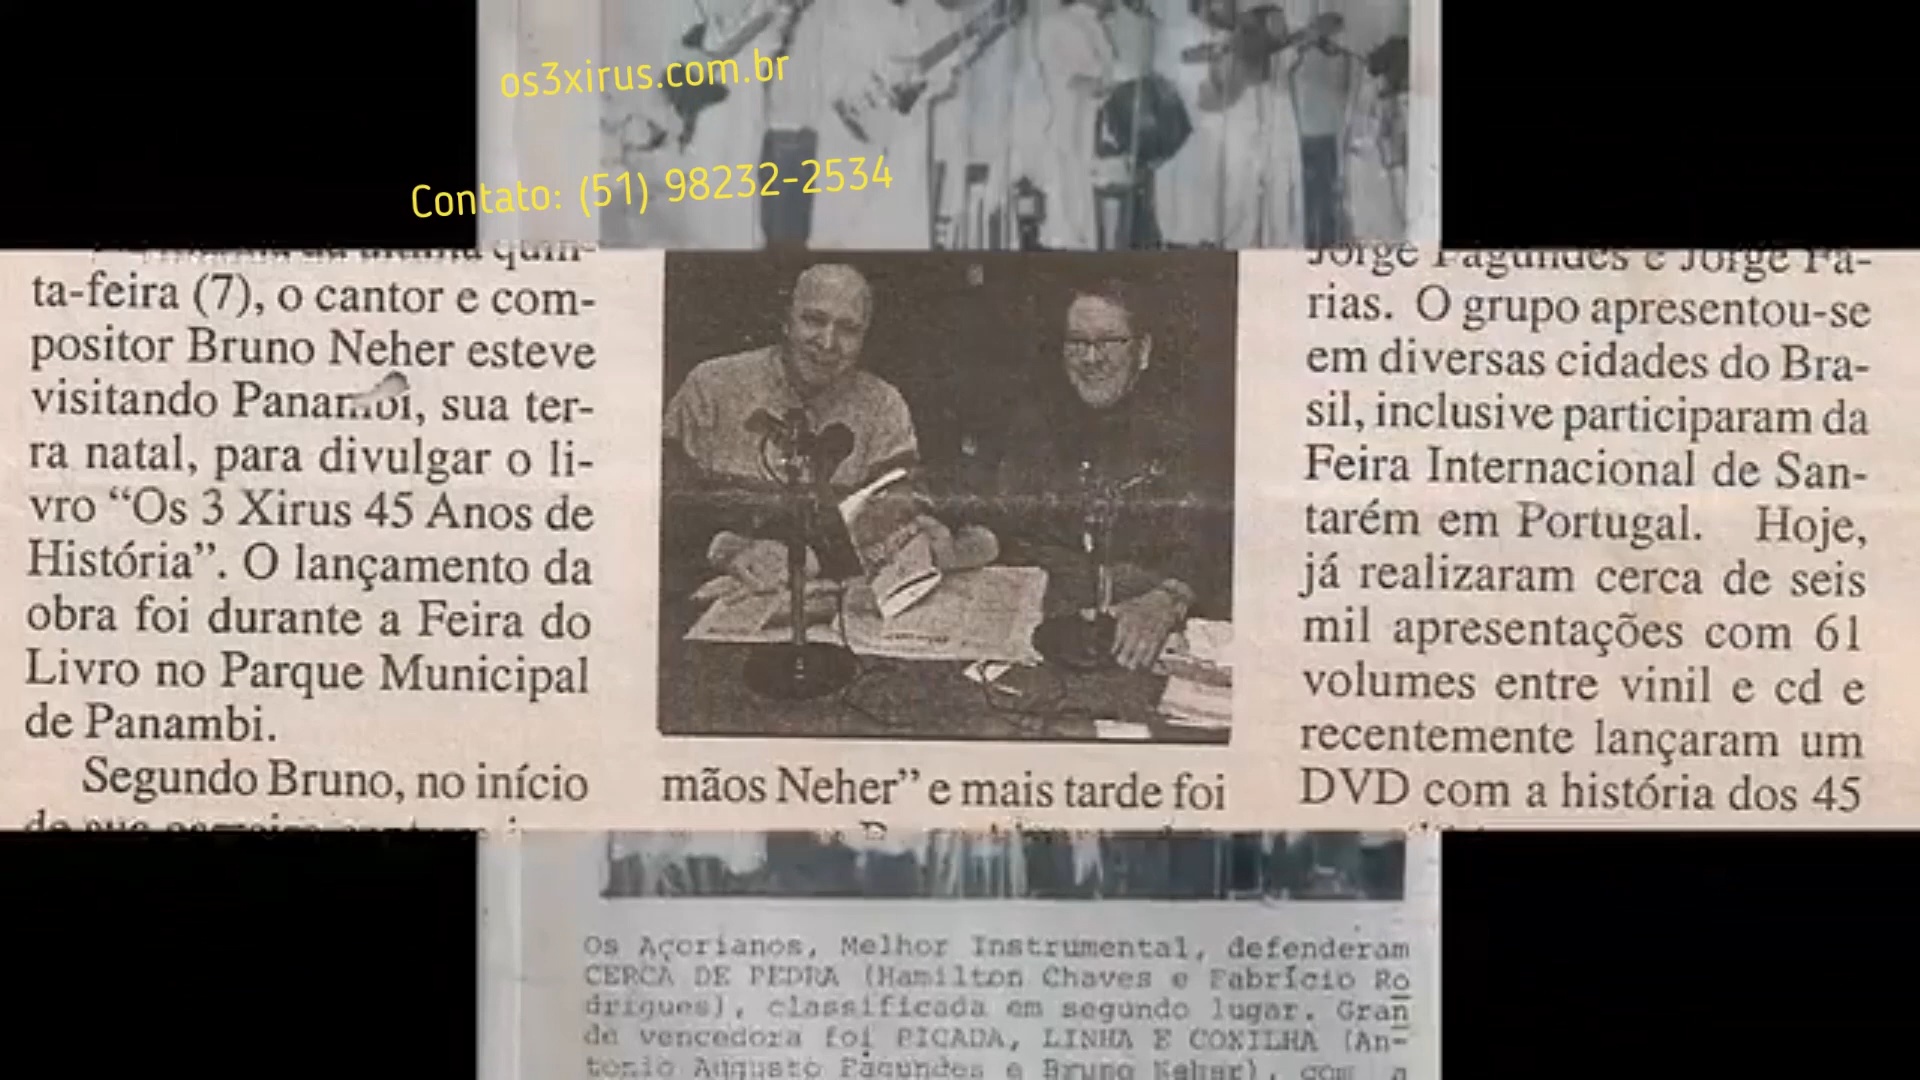 os3xirus.com.br
Contato: (51) 98232-2534
quin-
ta-feira (7), o cantor e com-
positor Bruno Neher esteve
visitando Panambi, sua ter-
ra natal, para divulgar o li-
vro “Os 3 Xirus 45 Anos de
História”. O lançamento da
obra foi durante a Feira do
Livro no Parque Municipal
de Panambi.
Segundo Bruno, no início
mãos Neher” e mais tarde foi
Jorge Fagundes e Jorge Fa-
rias. O grupo apresentou-se
em diversas cidades do Bra-
sil, inclusive participaram da
Feira Internacional de San-
tarém em Portugal. Hoje,
já realizaram cerca de seis
mil apresentações com 61
volumes entre vinil e cd e
recentemente lançaram um
DVD com a história dos 45
Os Açorianos, Melhor Instrumental, defenderam
CERCA DE PEDRA (Hamilton Chaves e Fabrício Ro
drigues), classificada em segundo lugar. Gran
de vencedora foi PICADA, LINHA E COXILHA (An-
tonio Augusto Fagundes e Bruno Neher), com a